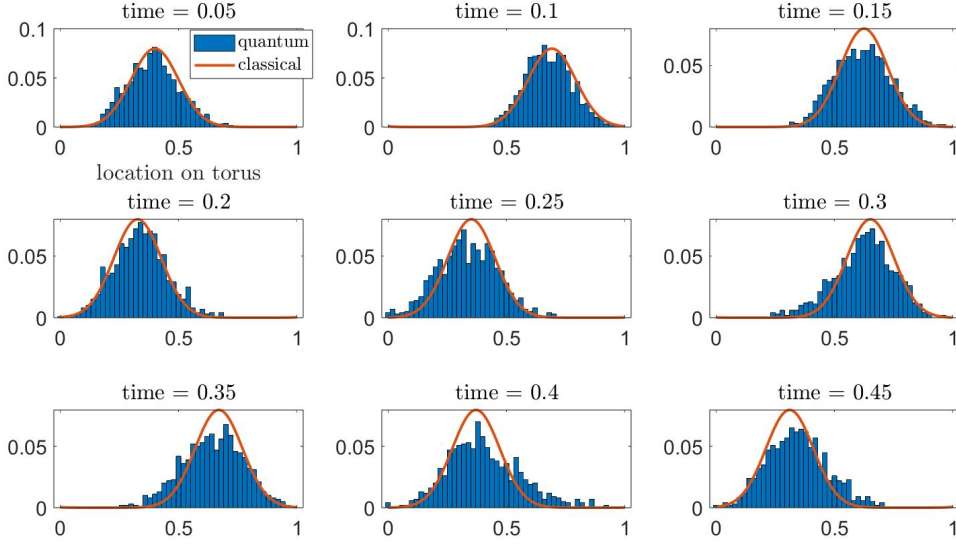 time = 0.05
0.1
0.05
0
0 0.5 1
quantum
classical
location on torus
time = 0.1
0.1
0.05
0
0 0.5 1
time = 0.15
0.05
0
0 0.5 1
time = 0.2
0.05
0
0 0.5 1
time = 0.25
0.05
0
0 0.5 1
time = 0.3
0.05
0
0 0.5 1
time = 0.35
0.05
0
0 0.5 1
time = 0.4
0.05
0
0 0.5 1
time = 0.45
0.05
0
0 0.5 1